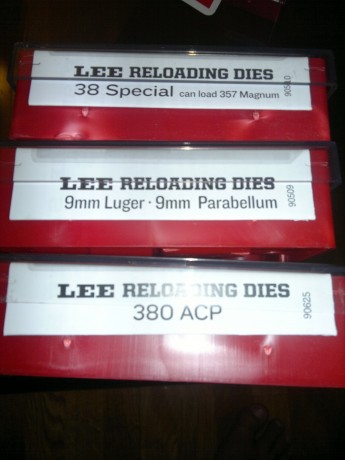 LEE RELOADING DIES
38 Special can load 357 Magnum
90510
LEE RELOADING DIES
9mm Luger · 9mm Parabellum
90509
LEE RELOADING DIES
380 ACP
90625